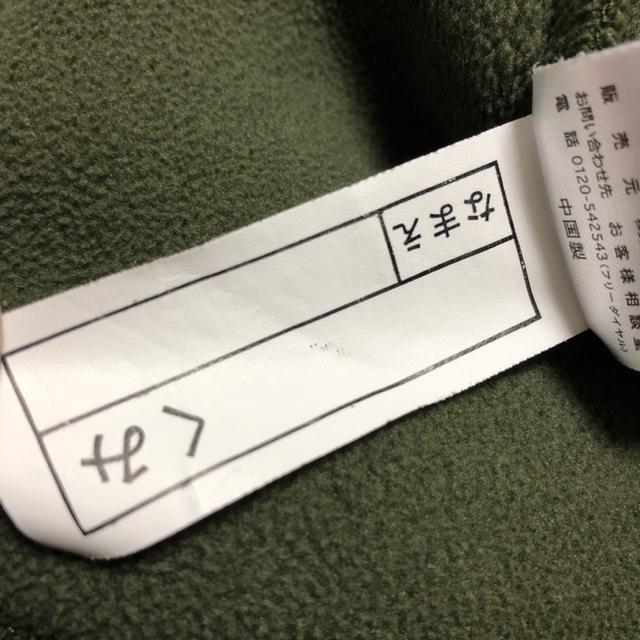 なまえ
くみ
販売元
お問い合わせ先 お客様相談室
電話 0120-542543(フリーダイヤル)
中国製